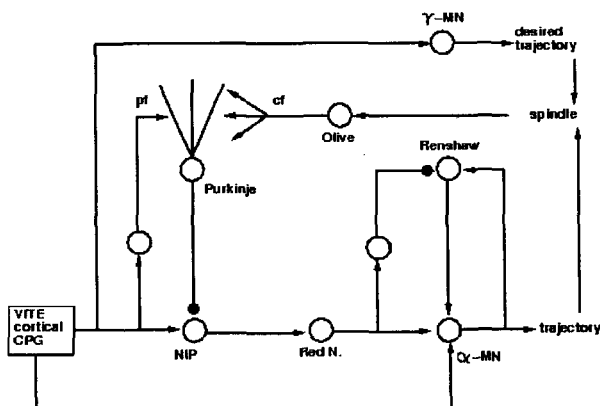 γ-MN
desired
trajectory
pf
cf
Olive
spindle
Renshaw
Purkinje
VITE
cortical
CPG
NIP
Red N.
α-MN
trajectory